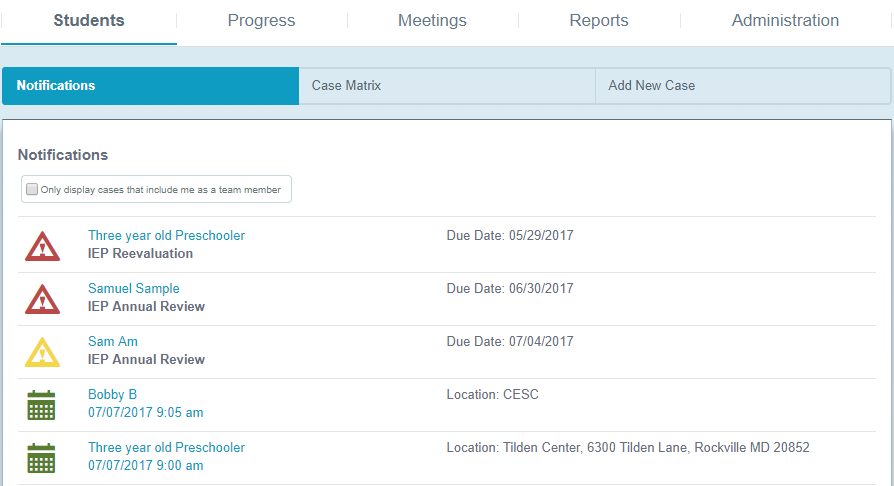 Students Progress Meetings Reports Administration
Notifications Case Matrix Add New Case
Notifications
Only display cases that include me as a team member
Three year old Preschooler Due Date: 05/29/2017
IEP Reevaluation
Samuel Sample Due Date: 06/30/2017
IEP Annual Review
Sam Am Due Date: 07/04/2017
IEP Annual Review
Bobby B Location: CESC
07/07/2017 9:05 am
Three year old Preschooler Location: Tilden Center, 6300 Tilden Lane, Rockville MD 20852
07/07/2017 9:00 am